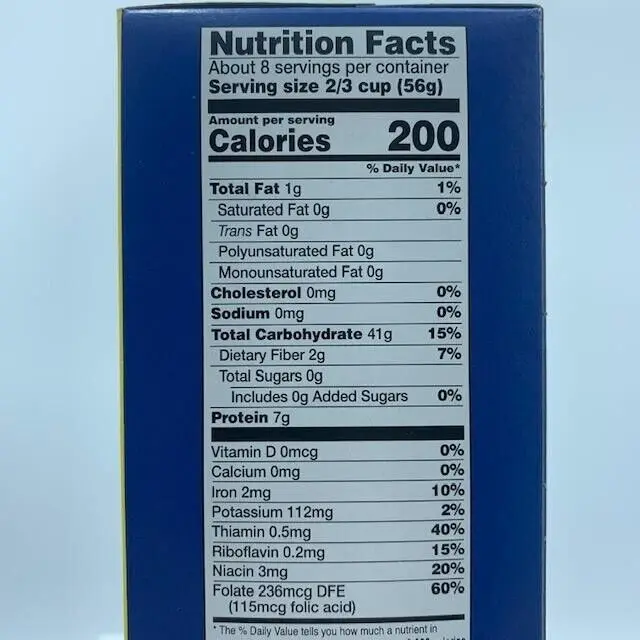 Nutrition Facts
About 8 servings per container
Serving size 2/3 cup (56g)
Amount per serving
Calories 200
% Daily Value*
Total Fat 1g 1%
Saturated Fat 0g 0%
Trans Fat 0g
Polyunsaturated Fat 0g
Monounsaturated Fat 0g
Cholesterol 0mg 0%
Sodium 0mg 0%
Total Carbohydrate 41g 15%
Dietary Fiber 2g 7%
Total Sugars 0g
Includes 0g Added Sugars 0%
Protein 7g
Vitamin D 0mcg 0%
Calcium 0mg 0%
Iron 2mg 10%
Potassium 112mg 2%
Thiamin 0.5mg 40%
Riboflavin 0.2mg 15%
Niacin 3mg 20%
Folate 236mcg DFE 60%
(115mcg folic acid)
* The % Daily Value tells you how much a nutrient in